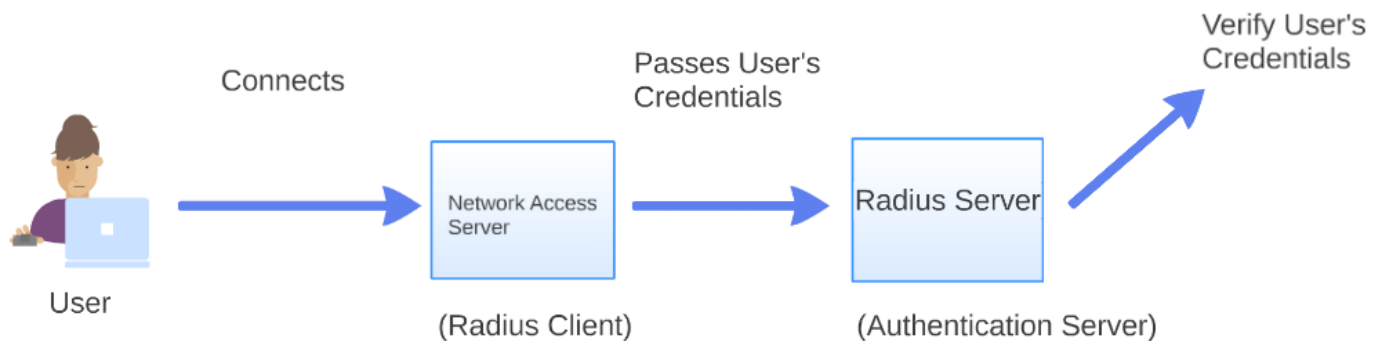 Verify User's
Credentials
Passes User's
Credentials
Connects
Network Access
Server
Radius Server
User
(Radius Client)
(Authentication Server)